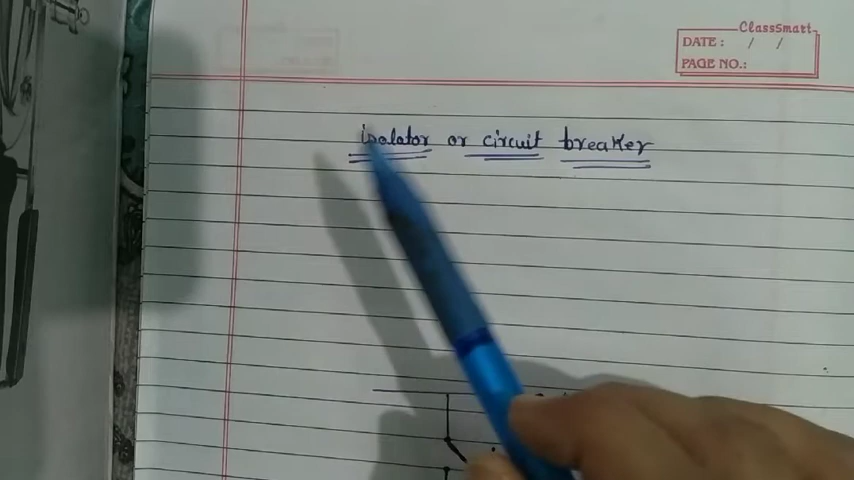 ClassSmart
DATE : / /
PAGE NO.:
isolator or circuit breaker